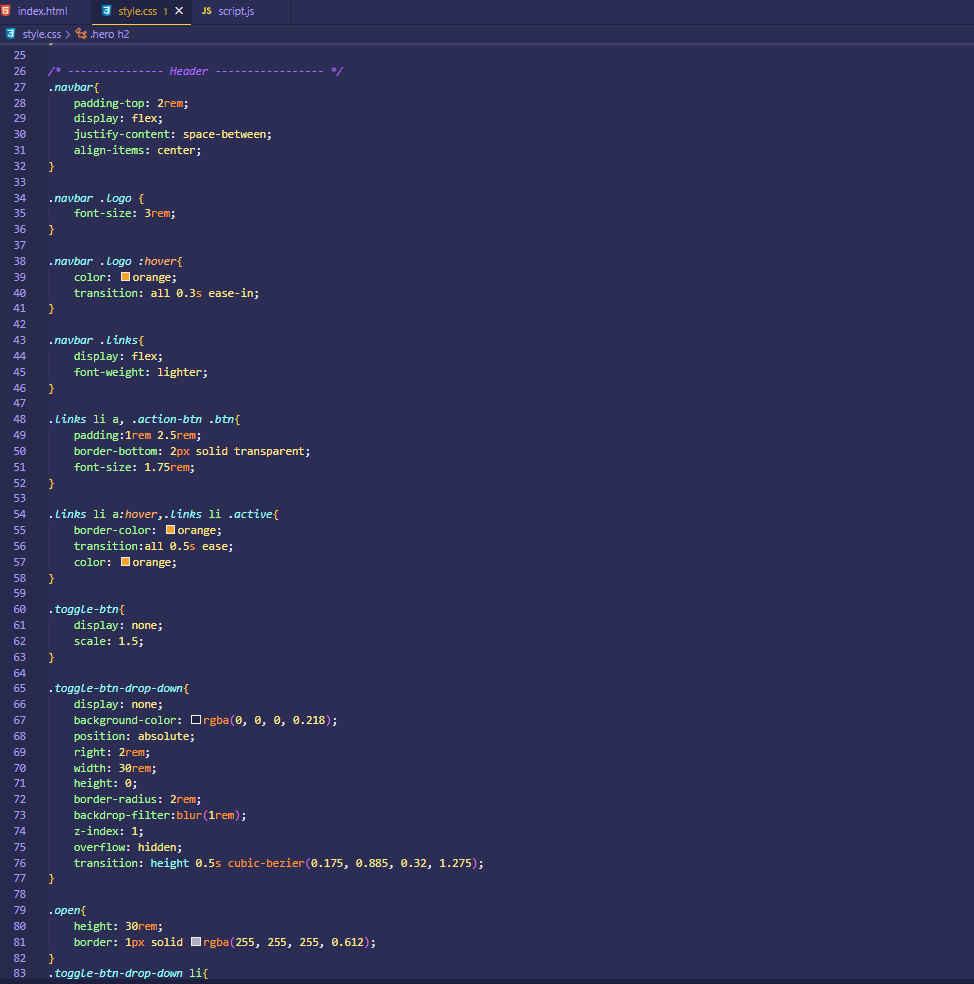 index.html
style.css 1
JS script.js
style.css > .hero h2
25
26 /* --------------- Header ----------------- */
27 .navbar{
28 padding-top: 2rem;
29 display: flex;
30 justify-content: space-between;
31 align-items: center;
32 }
33
34 .navbar .logo {
35 font-size: 3rem;
36 }
37
38 .navbar .logo :hover{
39 color: orange;
40 transition: all 0.3s ease-in;
41 }
42
43 .navbar .links{
44 display: flex;
45 font-weight: lighter;
46 }
47
48 .links li a, .action-btn .btn{
49 padding:1rem 2.5rem;
50 border-bottom: 2px solid transparent;
51 font-size: 1.75rem;
52 }
53
54 .links li a:hover,.links li .active{
55 border-color: orange;
56 transition:all 0.5s ease;
57 color: orange;
58 }
59
60 .toggle-btn{
61 display: none;
62 scale: 1.5;
63 }
64
65 .toggle-btn-drop-down{
66 display: none;
67 background-color: rgba(0, 0, 0, 0.218);
68 position: absolute;
69 right: 2rem;
70 width: 30rem;
71 height: 0;
72 border-radius: 2rem;
73 backdrop-filter:blur(1rem);
74 z-index: 1;
75 overflow: hidden;
76 transition: height 0.5s cubic-bezier(0.175, 0.885, 0.32, 1.275);
77 }
78
79 .open{
80 height: 30rem;
81 border: 1px solid rgba(255, 255, 255, 0.612);
82 }
83 .toggle-btn-drop-down li{